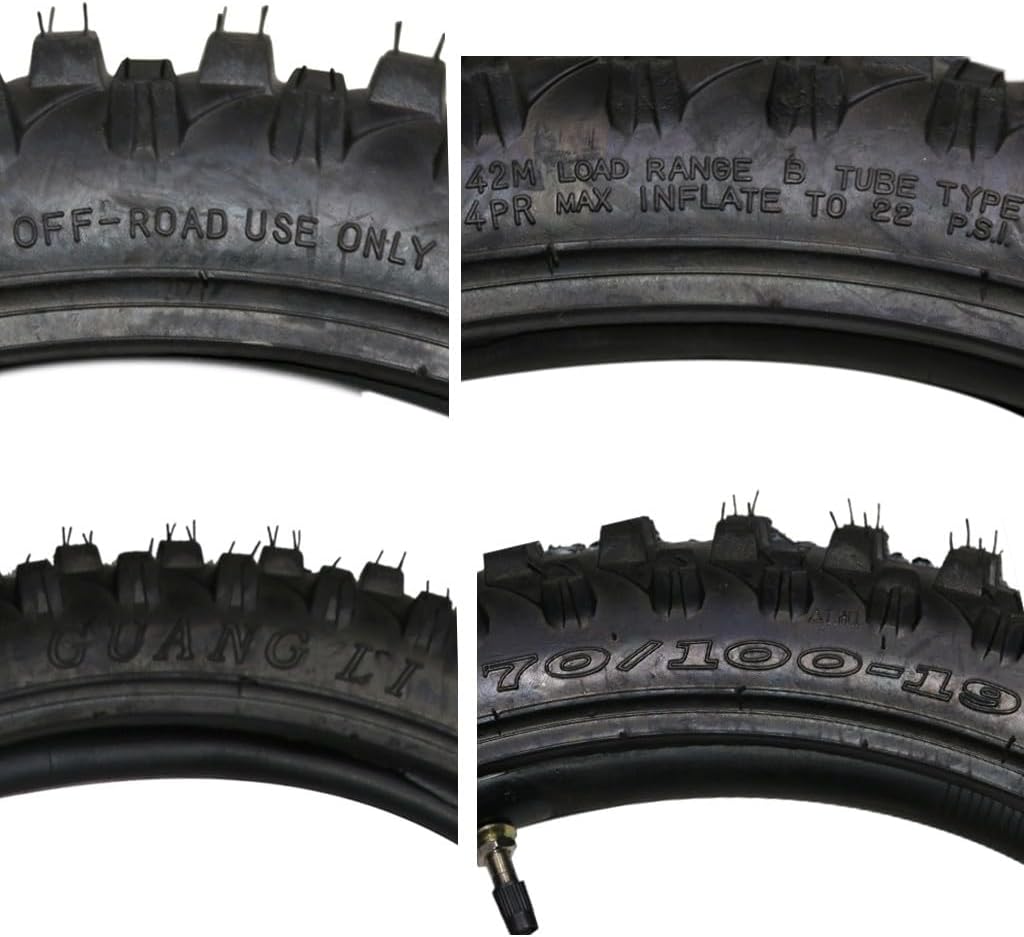 OFF-ROAD USE ONLY
42M LOAD RANGE B TUBE TYPE
4PR MAX INFLATE TO 22 P.S.I.
GUANG LI
70/100-19